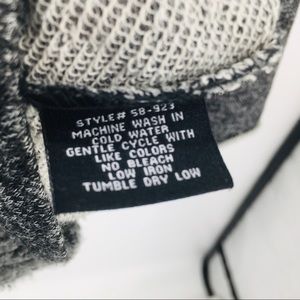 STYLE# 58-923
MACHINE WASH IN
COLD WATER
GENTLE CYCLE WITH
LIKE COLORS
NO BLEACH
LOW IRON
TUMBLE DRY LOW